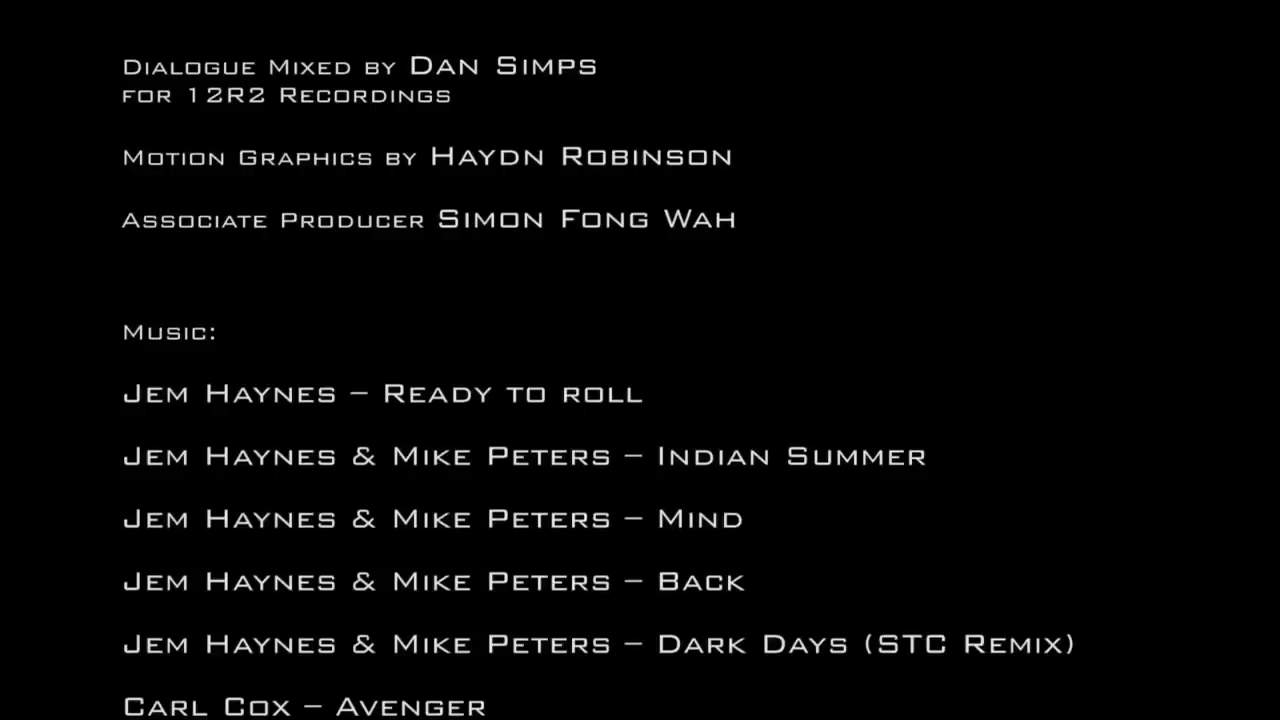 Dialogue Mixed by Dan Simps
for 12R2 Recordings
Motion Graphics by Haydn Robinson
Associate Producer Simon Fong Wah
Music:
Jem Haynes – Ready to roll
Jem Haynes & Mike Peters – Indian Summer
Jem Haynes & Mike Peters – Mind
Jem Haynes & Mike Peters – Back
Jem Haynes & Mike Peters – Dark Days (STC Remix)
Carl Cox – Avenger